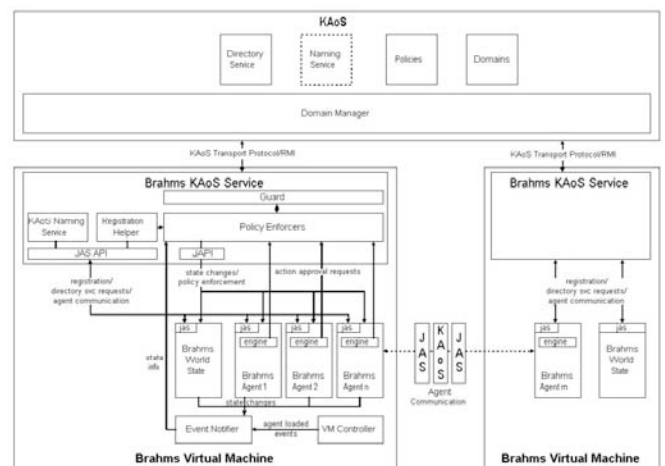 KAoS
Directory
Service
Naming
Service
Policies
Domains
Domain Manager
KAoS Transport Protocol/RMI
KAoS Transport Protocol/RMI
Brahms KAoS Service
Guard
KAoS Naming
Service
Registration
Helper
Policy Enforcers
JAS API
JAPI
registration/
directory svc requests/
agent communication
state changes/
policy enforcement
action approval requests
jas
Brahms
World
State
jas
engine
Brahms
Agent 1
jas
engine
Brahms
Agent 2
jas
engine
Brahms
Agent n
state
info
state changes
Event Notifier
agent loaded
events
VM Controller
Brahms Virtual Machine
JAS
KAoS
JAS
Agent
Communication
Brahms KAoS Service
registration/
directory svc requests/
agent communication
jas
engine
Brahms
Agent m
jas
Brahms
World
State
Brahms Virtual Machine